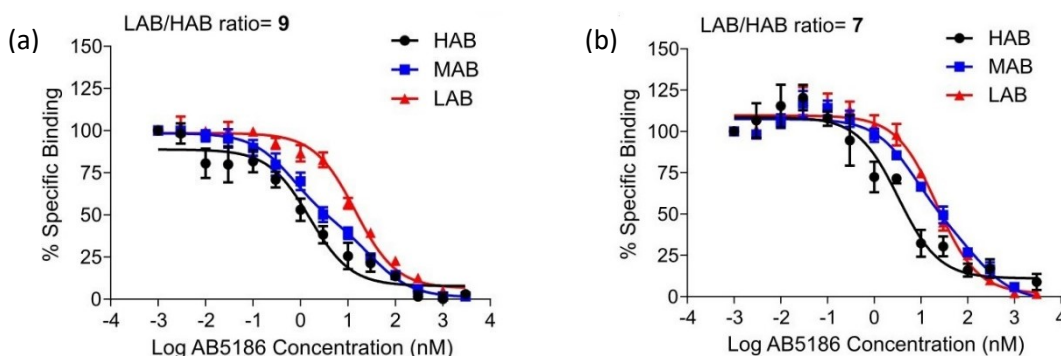 (a)
LAB/HAB ratio= 9
HAB
MAB
LAB
150
125
100
75
50
25
0
% Specific Binding
-4 -3 -2 -1 0 1 2 3 4
Log AB5186 Concentration (nM)
(b)
LAB/HAB ratio= 7
HAB
MAB
LAB
150
125
100
75
50
25
0
% Specific Binding
-4 -3 -2 -1 0 1 2 3 4
Log AB5186 Concentration (nM)